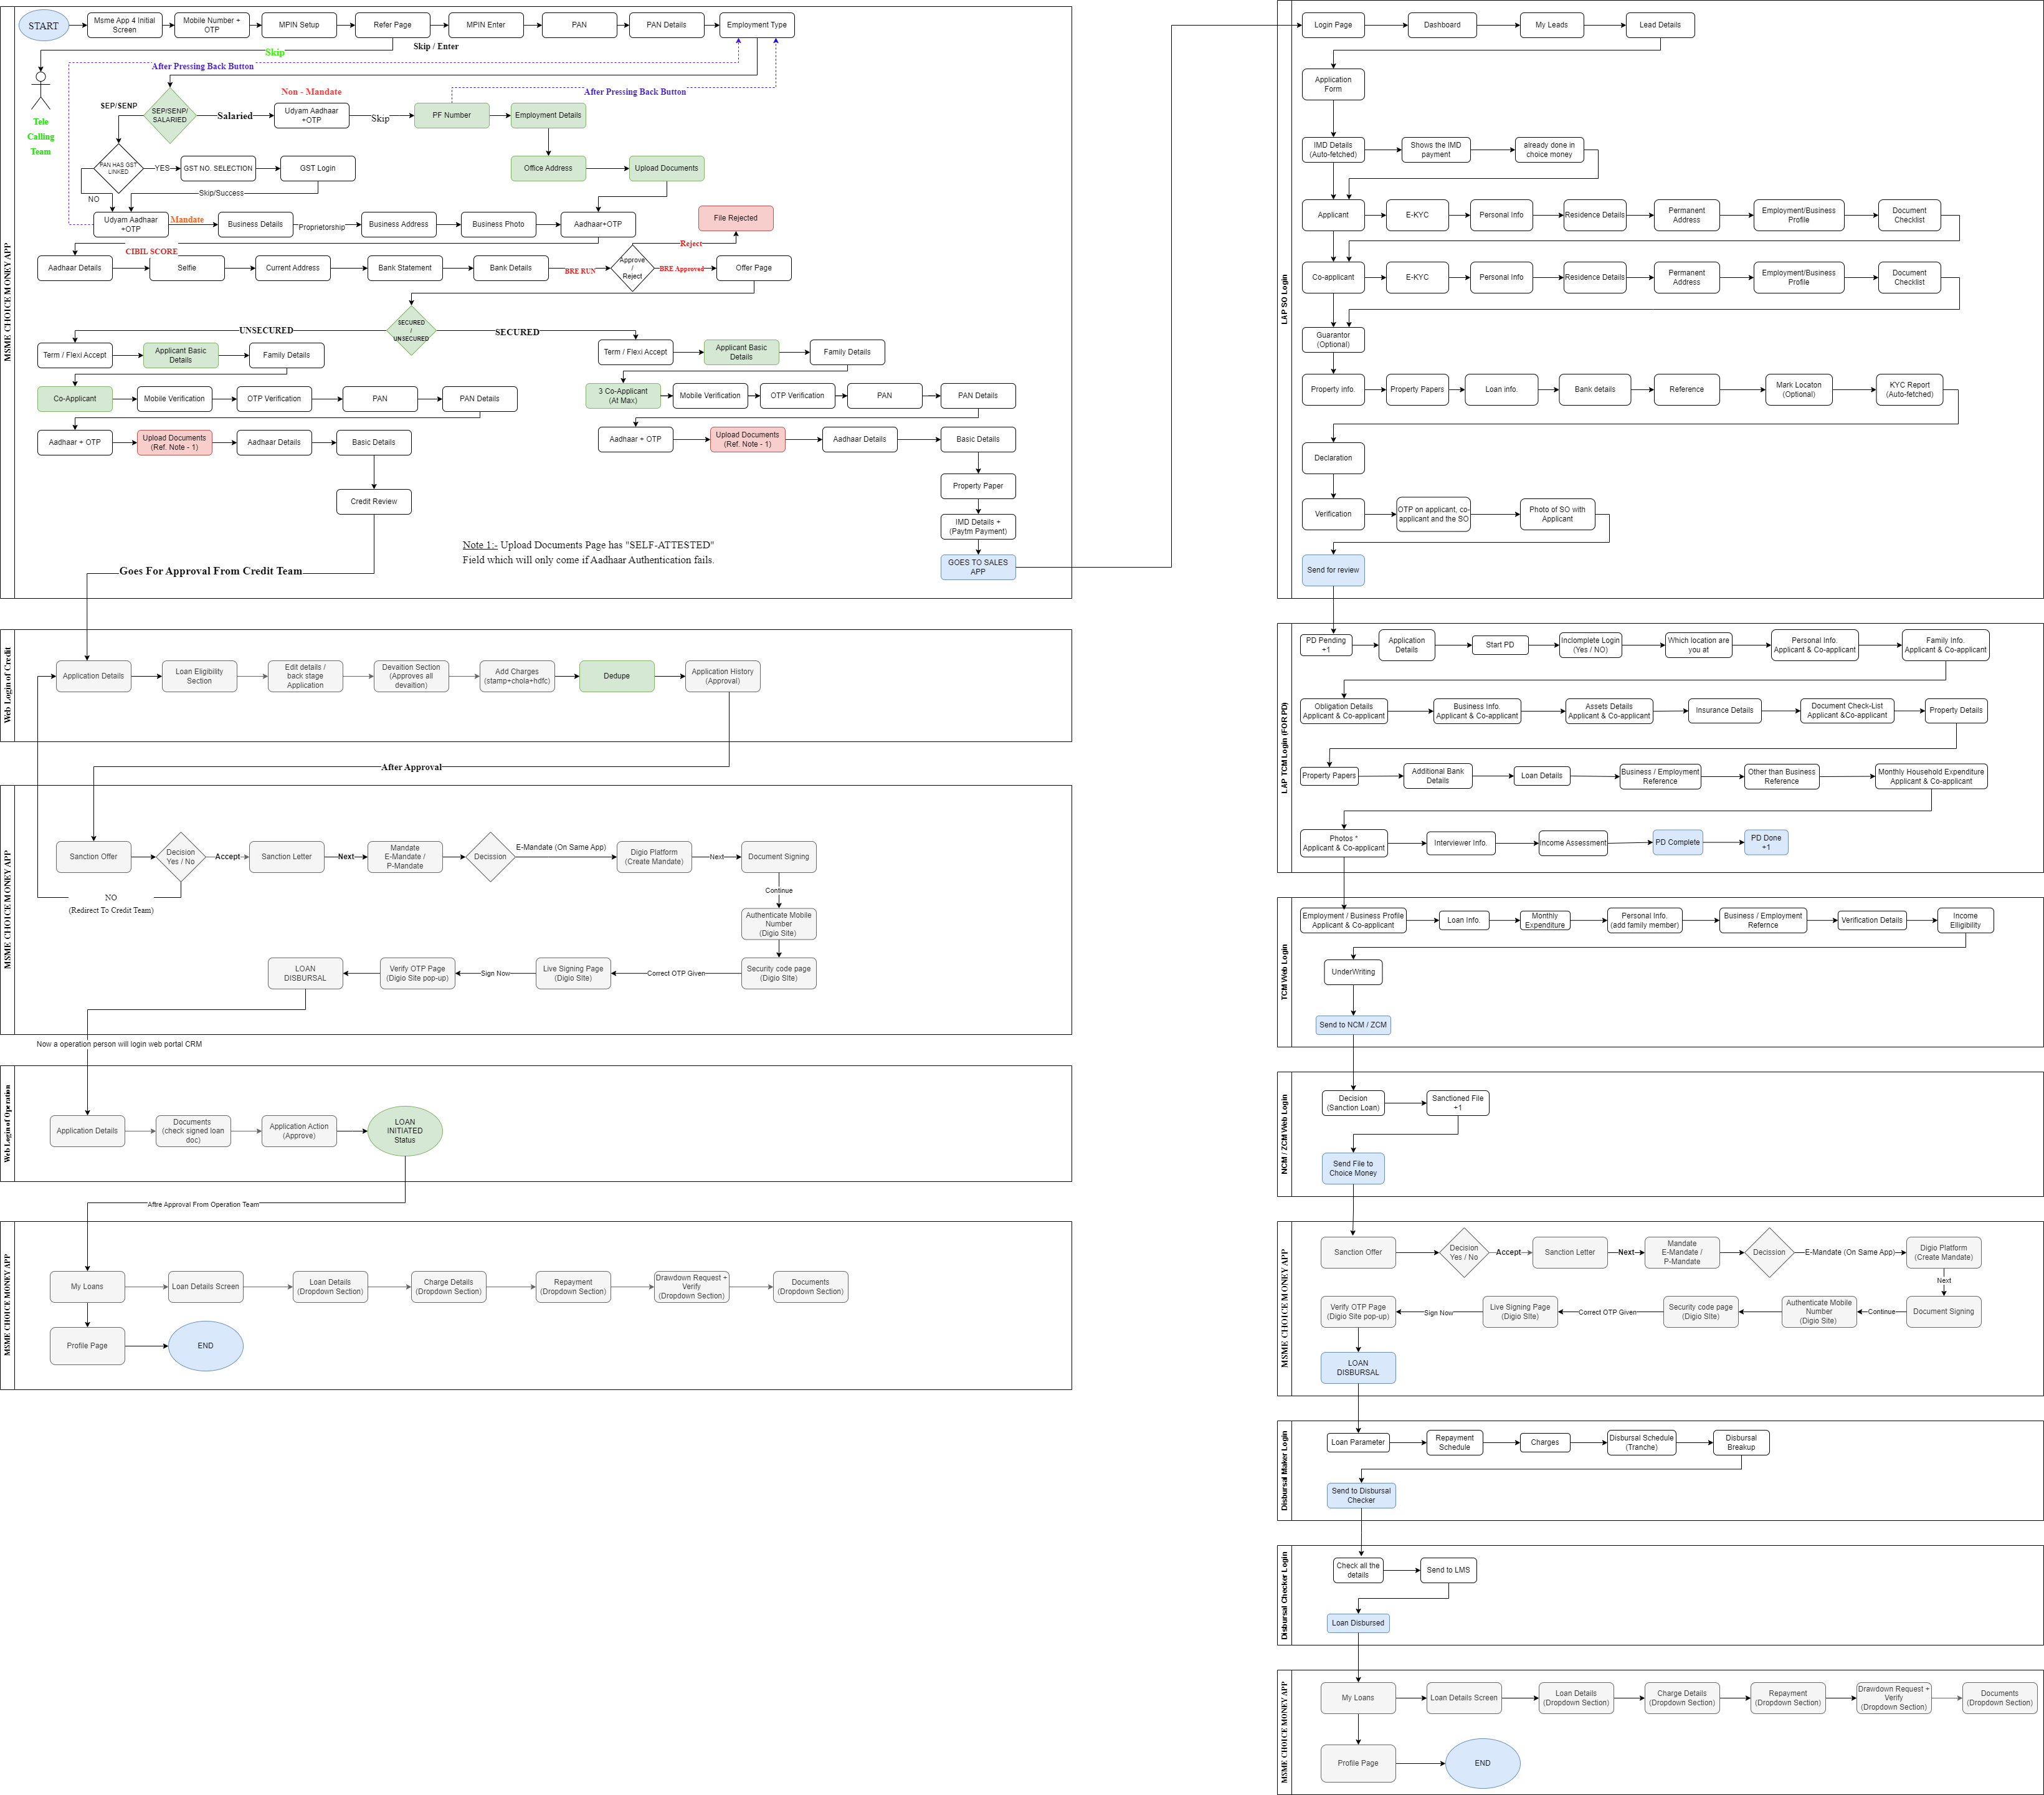 MSME CHOICE MONEY APP
START
Msme App 4 Initial
Screen
Mobile Number +
OTP
MPIN Setup
Refer Page
MPIN Enter
PAN
PAN Details
Employment Type
Skip / Enter
Skip
After Pressing Back Button
Tele
Calling
Team
SEP/SENP
SEP/SENP/
SALARIED
Salaried
Non - Mandate
Udyam Aadhaar
+OTP
Skip
After Pressing Back Button
PF Number
Employment Details
PAN HAS GST
LINKED
YES
GST NO. SELECTION
GST Login
Office Address
Upload Documents
NO
Skip/Success
Udyam Aadhaar
+OTP
Mandate
Business Details
Proprietorship
Business Address
Business Photo
Aadhaar+OTP
File Rejected
Reject
CIBIL SCORE
Aadhaar Details
Selfie
Current Address
Bank Statement
Bank Details
BRE RUN
Approve
/
Reject
BRE Approved
Offer Page
SECURED
/
UNSECURED
UNSECURED
SECURED
Term / Flexi Accept
Applicant Basic
Details
Family Details
Co-Applicant
Mobile Verification
OTP Verification
PAN
PAN Details
Aadhaar + OTP
Upload Documents
(Ref. Note - 1)
Aadhaar Details
Basic Details
Credit Review
Term / Flexi Accept
Applicant Basic
Details
Family Details
3 Co-Applicant
(At Max)
Mobile Verification
OTP Verification
PAN
PAN Details
Aadhaar + OTP
Upload Documents
(Ref. Note - 1)
Aadhaar Details
Basic Details
Property Paper
IMD Details +
(Paytm Payment)
GOES TO SALES
APP
Note 1:- Upload Documents Page has "SELF-ATTESTED"
Field which will only come if Aadhaar Authentication fails.
Goes For Approval From Credit Team
Web Login of Credit
Application Details
Loan Eligibility
Section
Edit details /
back stage
Application
Devaltion Section
(Approves all
devaition)
Add Charges
(stamp+chola+hdfc)
Dedupe
Application History
(Approval)
After Approval
MSME CHOICE MONEY APP
Sanction Offer
Decision
Yes / No
Accept
Sanction Letter
Next
Mandate
E-Mandate /
P-Mandate
Decission
E-Mandate (On Same App)
Digio Platform
(Create Mandate)
Next
Document Signing
NO
(Redirect To Credit Team)
Continue
Authenticate Mobile
Number
(Digio Site)
Security code page
(Digio SIte)
Correct OTP Given
Live Signing Page
(Digio SIte)
Sign Now
Verify OTP Page
(Digio Site pop-up)
LOAN
DISBURSAL
Now a operation person will login web portal CRM
Web Login of Operation
Application Details
Documents
(check signed loan
doc)
Application Action
(Approve)
LOAN
INITIATED
Status
Aftre Approval From Operation Team
MSME CHOICE MONEY APP
My Loans
Loan Details Screen
Loan Details
(Dropdown Section)
Charge Details
(Dropdown Section)
Repayment
(Dropdown Section)
Drawdown Request +
Verify
(Dropdown Section)
Documents
(Dropdown Section)
Profile Page
END
LAP SO Login
Login Page
Dashboard
My Leads
Lead Details
Application
Form
IMD Details
(Auto-fetched)
Shows the IMD
payment
already done in
choice money
Applicant
E-KYC
Personal Info
Residence Details
Permanent
Address
Employment/Business
Profile
Document
Checklist
Co-applicant
E-KYC
Personal Info
Residence Details
Permanent
Address
Employment/Business
Profile
Document
Checklist
Guarantor
(Optional)
Property info.
Property Papers
Loan info.
Bank details
Reference
Mark Locaton
(Optional)
KYC Report
(Auto-fetched)
Declaration
Verification
OTP on applicant, co-
applicant and the SO
Photo of SO with
Applicant
Send for review
LAP TCM Login (FOR PD)
PD Pending
+1
Application
Details
Start PD
Inclomplete Login
(Yes / NO)
Which location are
you at
Personal Info.
Applicant & Co-applicant
Family Info.
Applicant & Co-applicant
Obligation Details
Applicant & Co-applicant
Business Info.
Applicant & Co-applicant
Assets Details
Applicant & Co-applicant
Insurance Details
Document Check-List
Applicant &Co-applicant
Property Details
Property Papers
Additional Bank
Details
Loan Details
Business / Employment
Reference
Other than Business
Reference
Monthly Household Expenditure
Applicant & Co-applicant
Photos *
Applicant & Co-applicant
Interviewer Info.
Income Assessment
PD Complete
PD Done
+1
TCM Web Login
Employment / Business Profile
Applicant & Co-applicant
Loan Info.
Monthly
Expenditure
Personal Info.
(add family member)
Business / Employment
Refernce
Verification Details
Income
Elligibility
UnderWriting
Send to NCM / ZCM
NCM / ZCM Web Login
Decision
(Sanction Loan)
Sanctioned File
+1
Send File to
Choice Money
MSME CHOICE MONEY APP
Sanction Offer
Decision
Yes / No
Accept
Sanction Letter
Next
Mandate
E-Mandate /
P-Mandate
Decission
E-Mandate (On Same App)
Digio Platform
(Create Mandate)
Next
Verify OTP Page
(Digio Site pop-up)
Sign Now
Live Signing Page
(Digio SIte)
Correct OTP Given
Security code page
(Digio SIte)
Authenticate Mobile
Number
(Digio Site)
Continue
Document Signing
LOAN
DISBURSAL
Disbursal Maker Login
Loan Parameter
Repayment
Schedule
Charges
Disbursal Schedule
(Tranche)
Disbursal
Breakup
Send to Disbursal
Checker
Disbursal Checker Login
Check all the
details
Send to LMS
Loan Disbursed
MSME CHOICE MONEY APP
My Loans
Loan Details Screen
Loan Details
(Dropdown Section)
Charge Details
(Dropdown Section)
Repayment
(Dropdown Section)
Drawdown Request +
Verify
(Dropdown Section)
Documents
(Dropdown Section)
Profile Page
END